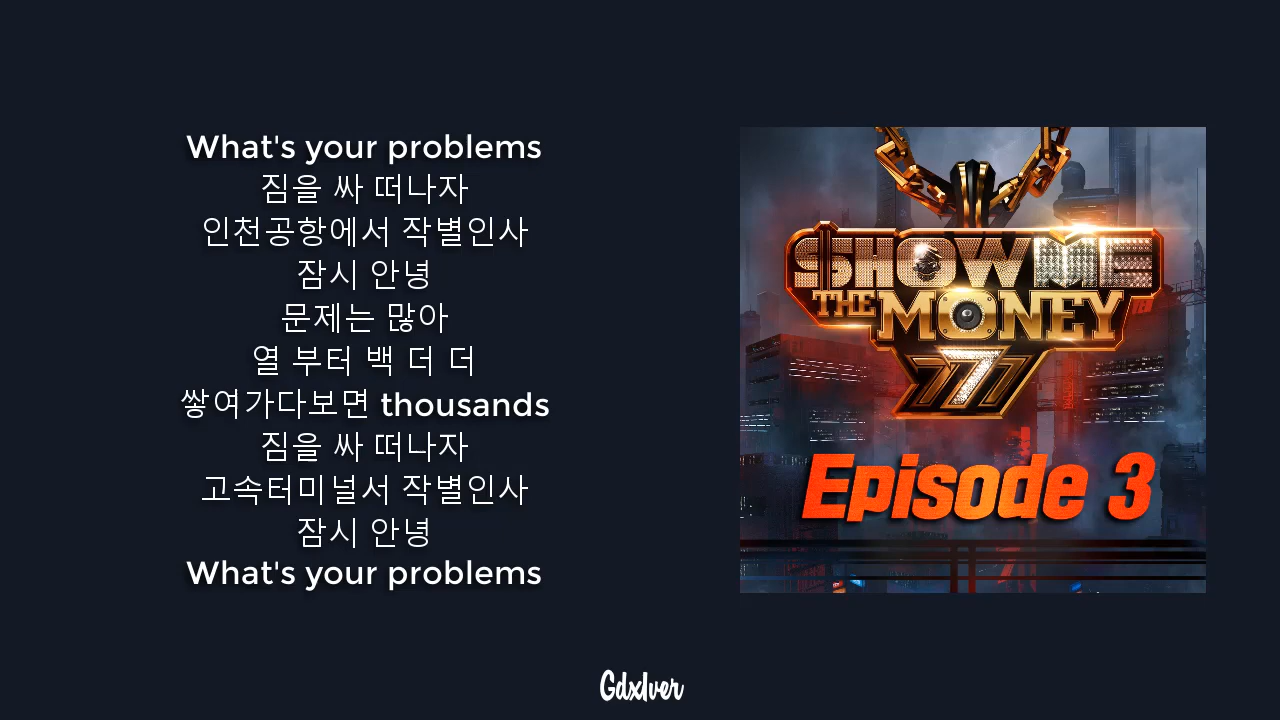 What's your problems
짐을 싸 떠나자
인천공항에서 작별인사
잠시 안녕
문제는 많아
열 부터 백 더 더
쌓여가다보면 thousands
짐을 싸 떠나자
고속터미널서 작별인사
잠시 안녕
What's your problems
SHOW ME
THE MONEY
777
Episode 3
GdxIver